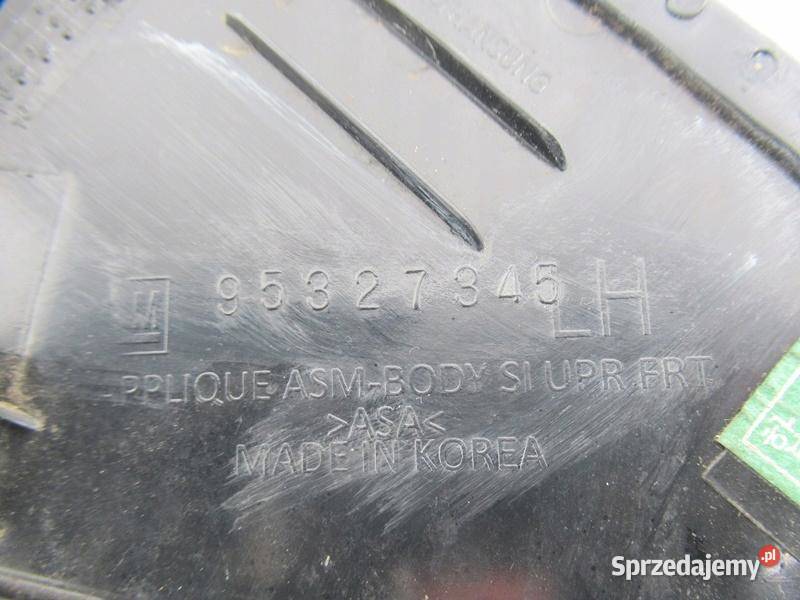 95327345 LH
PPLIQUE ASM-BODY SI UPR FRT
>ASA<
MADE IN KOREA
Sprzedajemy.pl